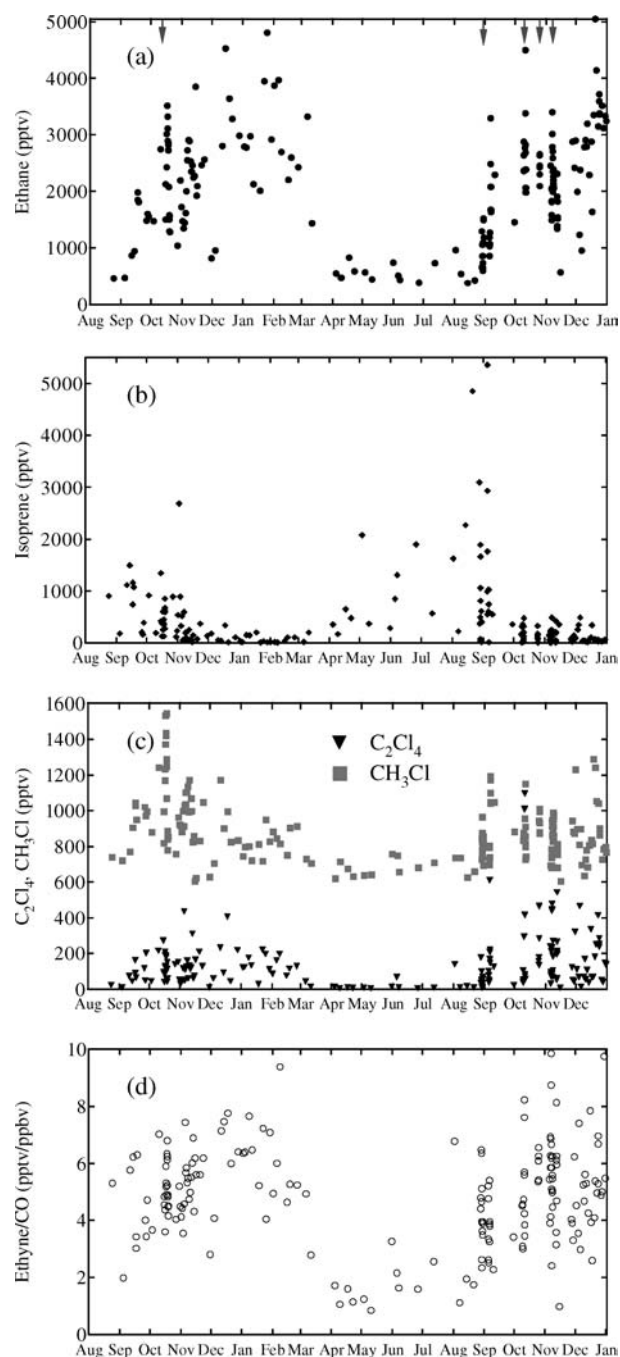 (a)
Ethane (pptv)
5000
4000
3000
2000
1000
0
Aug Sep Oct Nov Dec Jan Feb Mar Apr May Jun Jul Aug Sep Oct Nov Dec Jan
(b)
Isoprene (pptv)
5000
4000
3000
2000
1000
0
Aug Sep Oct Nov Dec Jan Feb Mar Apr May Jun Jul Aug Sep Oct Nov Dec Jan
(c)
C₂Cl₄
CH₃Cl
C₂Cl₄, CH₃Cl (pptv)
1600
1400
1200
1000
800
600
400
200
0
Aug Sep Oct Nov Dec Jan Feb Mar Apr May Jun Jul Aug Sep Oct Nov Dec
(d)
Ethyne/CO (pptv/ppbv)
10
8
6
4
2
0
Aug Sep Oct Nov Dec Jan Feb Mar Apr May Jun Jul Aug Sep Oct Nov Dec Jan